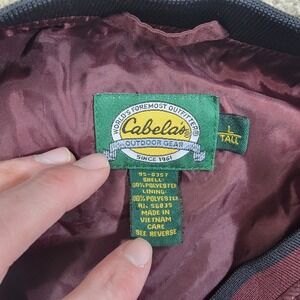 WORLD'S FOREMOST OUTFITTER®
Cabela's
OUTDOOR GEAR
SINCE 1961
L
TALL
95-8357
SHELL:
100% POLYESTER
LINING:
100% POLYESTER
RN 56835
MADE IN
VIETNAM
CARE
SEE REVERSE